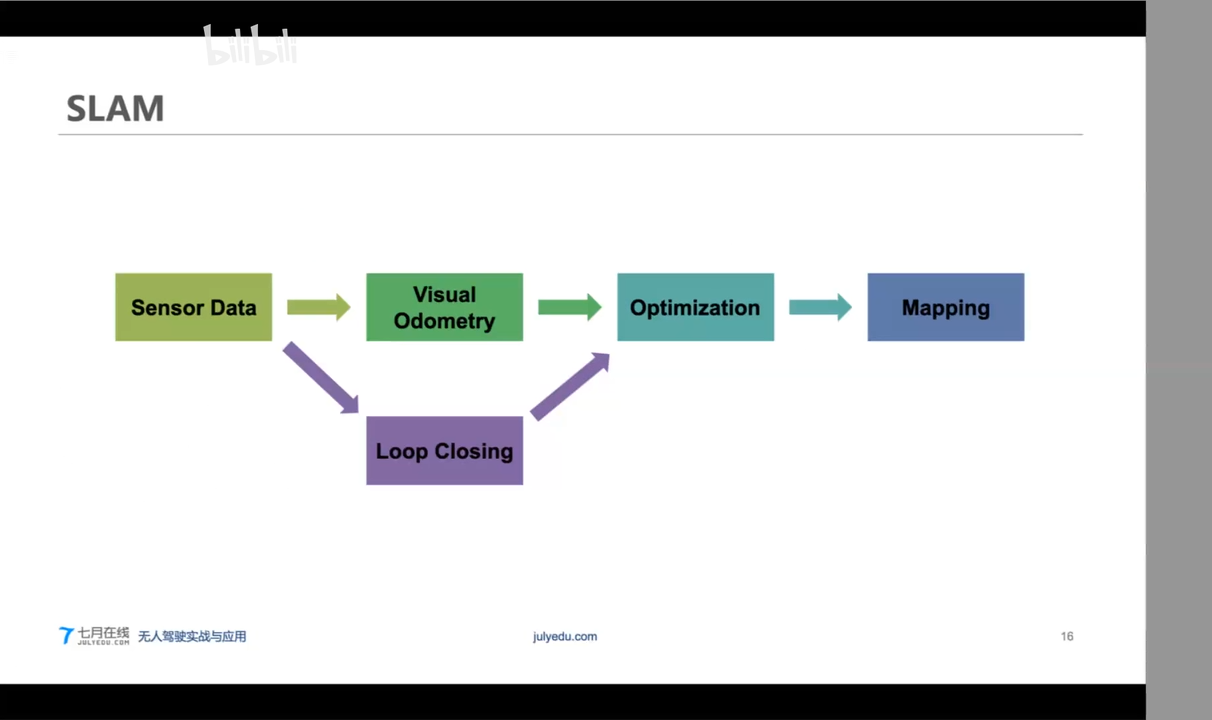 bilibili
SLAM
Sensor Data
Visual
Odometry
Optimization
Mapping
Loop Closing
七月在线
JULYEDU.COM
无人驾驶实战与应用
julyedu.com
16